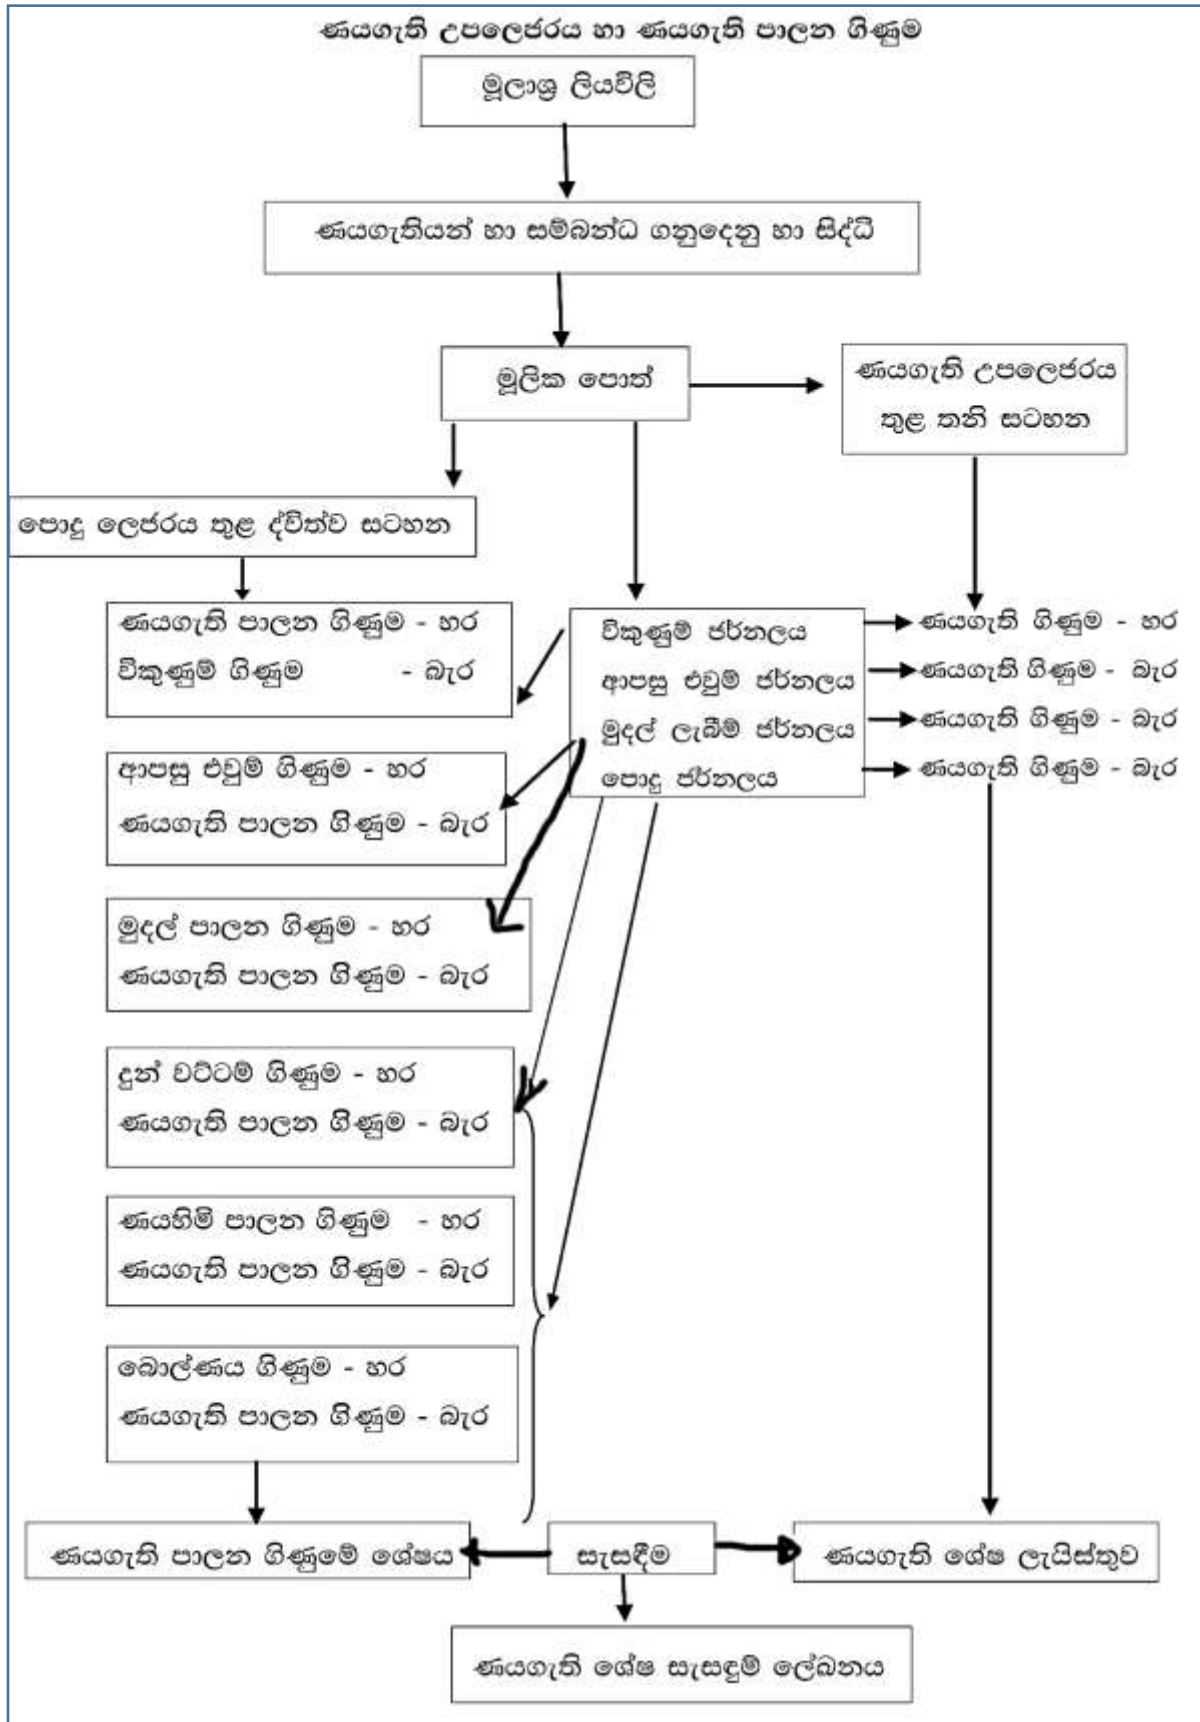 ණයගැති උපලෙජරය හා ණයගැති පාලන ගිණුම
මූලාශ්‍ර ලියවිලි
ණයගැතියන් හා සම්බන්ධ ගනුදෙනු හා සිද්ධි
මූලික පොත්
ණයගැති උපලෙජරය
තුළ තනි සටහන
පොදු ලෙජරය තුළ ද්විත්ව සටහන
ණයගැති පාලන ගිණුම - හර
විකුණුම් ගිණුම - බැර
ආපසු එවුම් ගිණුම - හර
ණයගැති පාලන ගිණුම - බැර
මුදල් පාලන ගිණුම - හර
ණයගැති පාලන ගිණුම - බැර
දුන් වට්ටම් ගිණුම - හර
ණයගැති පාලන ගිණුම - බැර
ණයහිමි පාලන ගිණුම - හර
ණයගැති පාලන ගිණුම - බැර
බොල්ණය ගිණුම - හර
ණයගැති පාලන ගිණුම - බැර
විකුණුම් ජර්නලය
ආපසු එවුම් ජර්නලය
මුදල් ලැබීම් ජර්නලය
පොදු ජර්නලය
ණයගැති ගිණුම - හර
ණයගැති ගිණුම - බැර
ණයගැති ගිණුම - බැර
ණයගැති ගිණුම - බැර
ණයගැති පාලන ගිණුමේ ශේෂය
සැසඳීම
ණයගැති ශේෂ ලැයිස්තුව
ණයගැති ශේෂ සැසඳුම් ලේඛනය